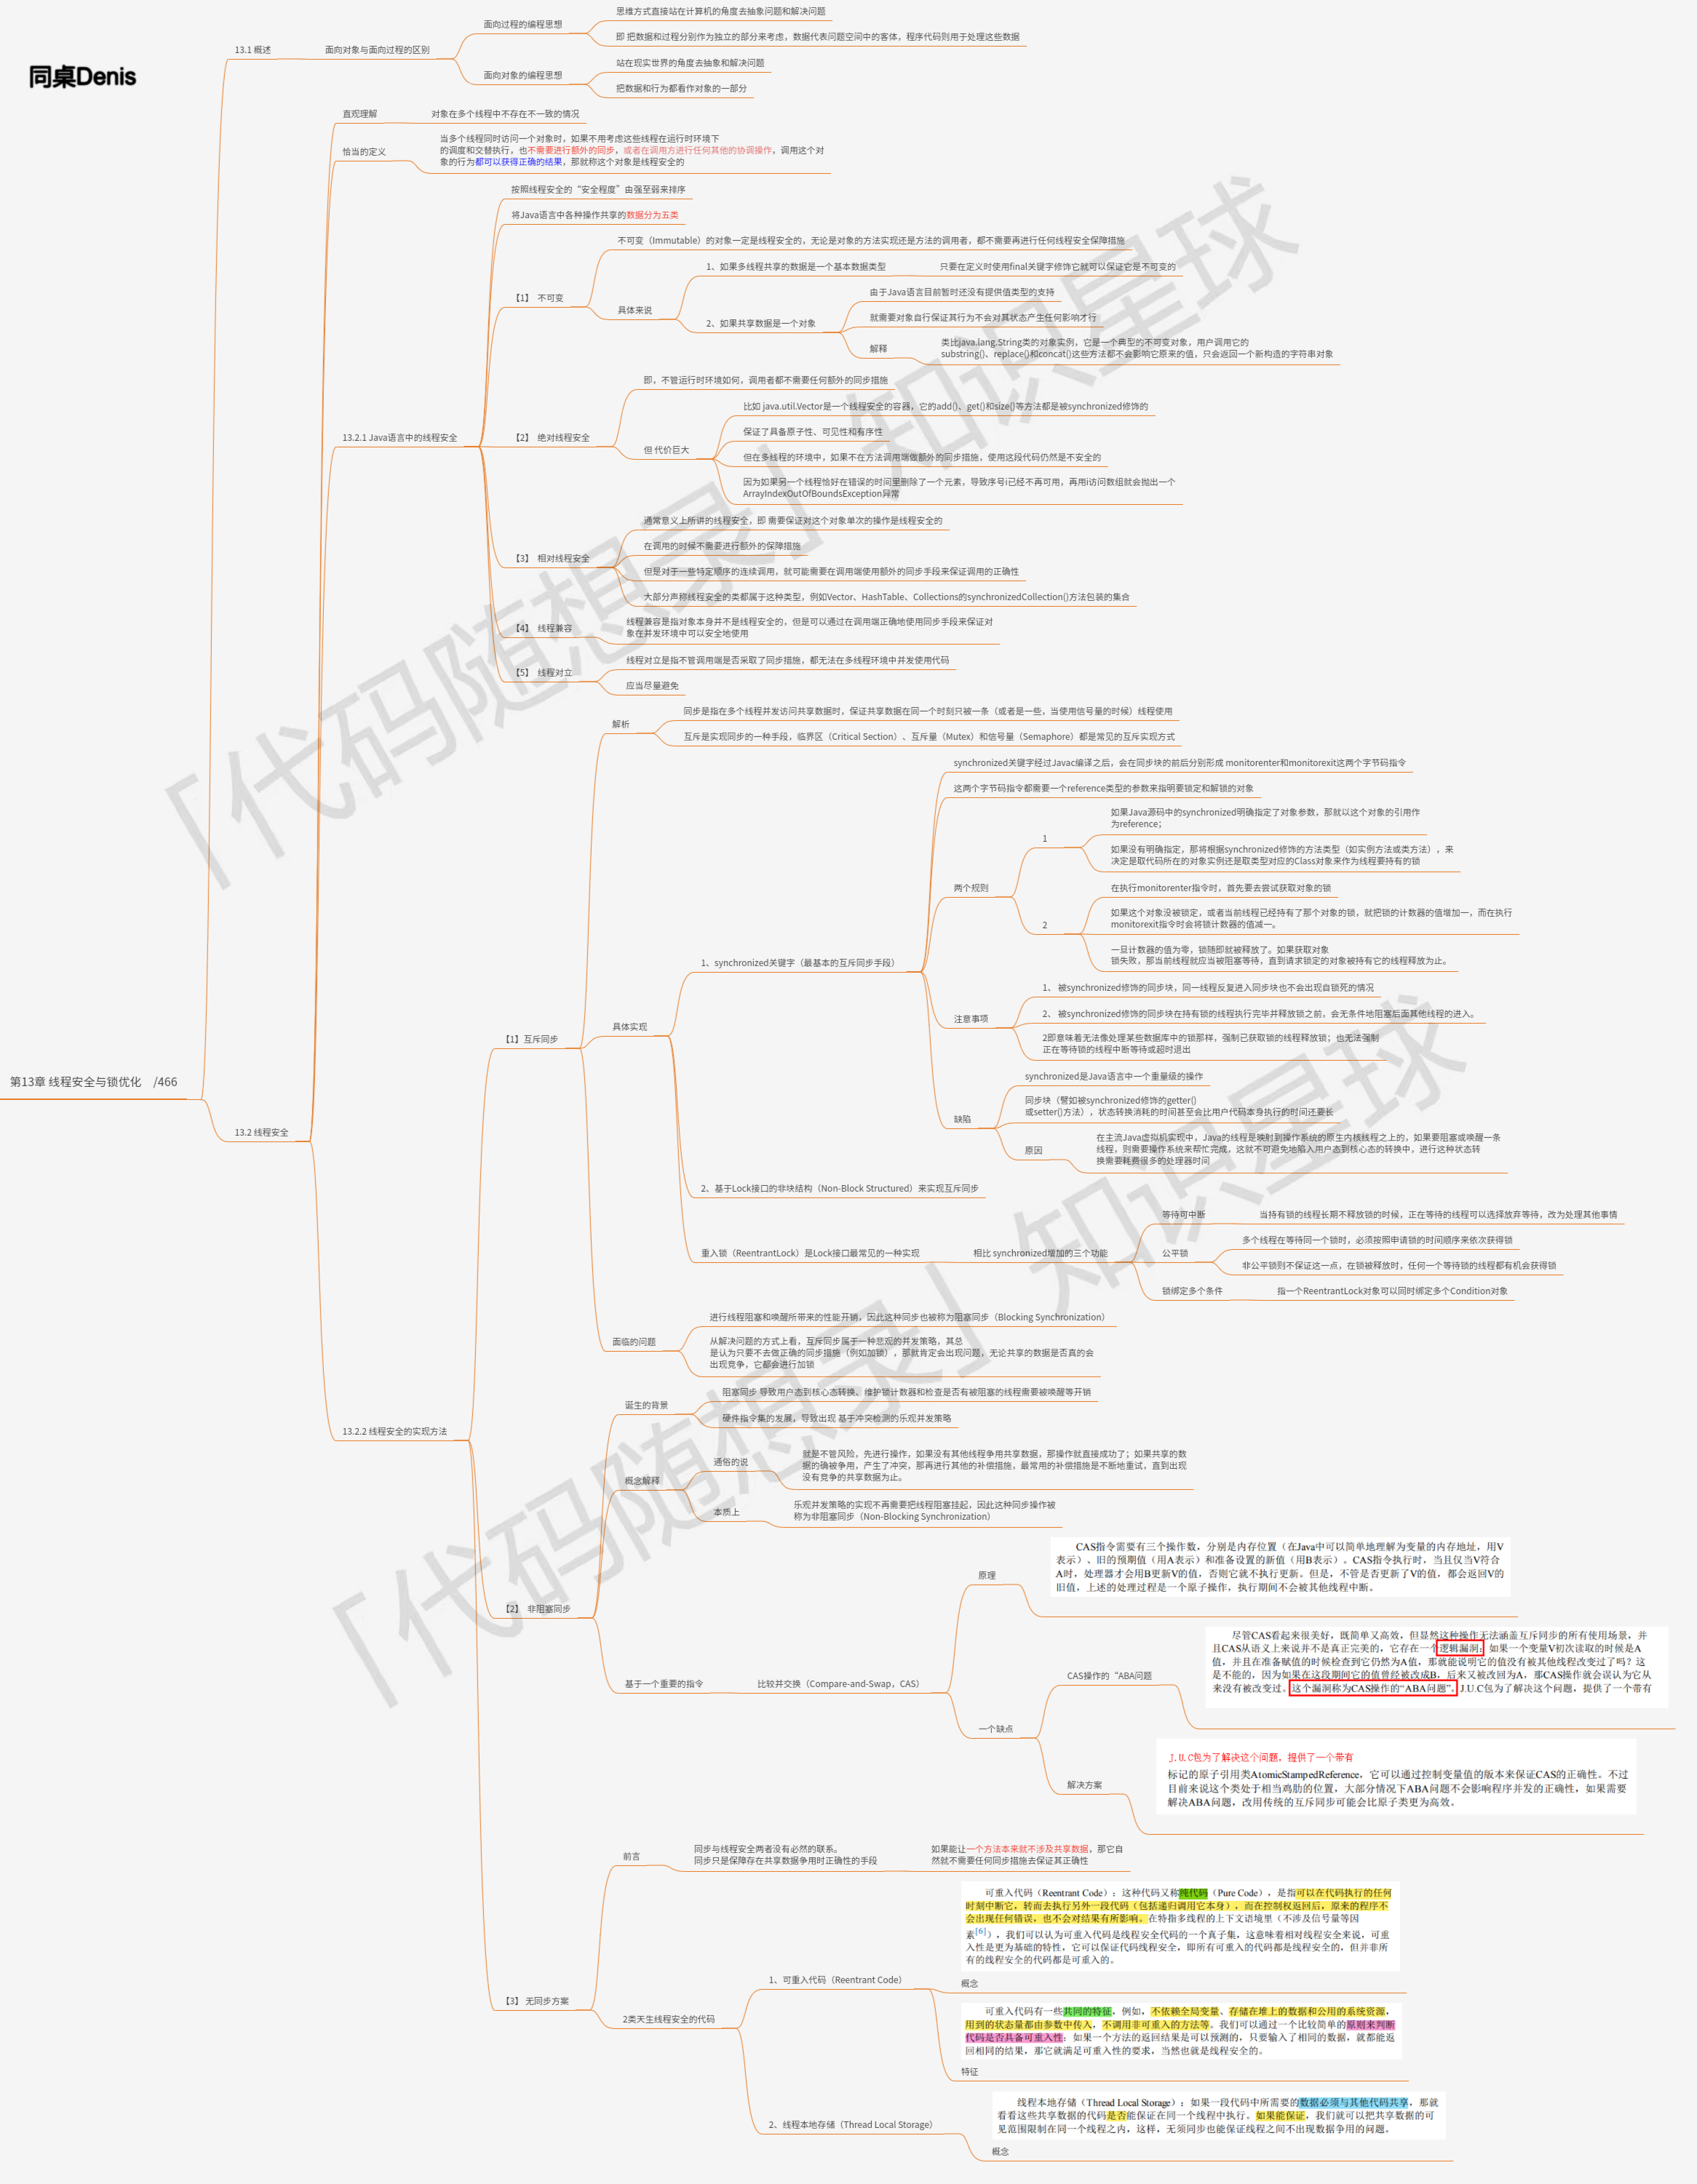 同桌Denis
第13章 线程安全与锁优化 /466
13.1 概述
面向对象与面向过程的区别
面向过程的编程思想
思维方式直接站在计算机的角度去抽象问题和解决问题
即 把数据和过程分别作为独立的部分来考虑，数据代表问题空间中的客体，程序代码则用于处理这些数据
面向对象的编程思想
站在现实世界的角度去抽象和解决问题
把数据和行为都看作对象的一部分
13.2 线程安全
直观理解
对象在多个线程中不存在不一致的情况
恰当的定义
当多个线程同时访问一个对象时，如果不用考虑这些线程在运行时环境下
的调度和交替执行，也不需要进行额外的同步，或者在调用方进行任何其他的协调操作，调用这个对
象的行为都可以获得正确的结果，那就称这个对象是线程安全的
13.2.1 Java语言中的线程安全
按照线程安全的“安全程度”由强至弱来排序
将Java语言中各种操作共享的数据分为五类
【1】 不可变
不可变（Immutable）的对象一定是线程安全的，无论是对象的方法实现还是方法的调用者，都不需要再进行任何线程安全保障措施
具体来说
1、如果多线程共享的数据是一个基本数据类型
只要在定义时使用final关键字修饰它就可以保证它是不可变的
2、如果共享数据是一个对象
由于Java语言目前暂时还没有提供值类型的支持
就需要对象自行保证其行为不会对其状态产生任何影响才行
解释
类比java.lang.String类的对象实例，它是一个典型的不可变对象，用户调用它的
substring()、replace()和concat()这些方法都不会影响它原来的值，只会返回一个新构造的字符串对象
【2】 绝对线程安全
即，不管运行时环境如何，调用者都不需要任何额外的同步措施
但 代价巨大
比如 java.util.Vector是一个线程安全的容器，它的add()、get()和size()等方法都是被synchronized修饰的
保证了具备原子性、可见性和有序性
但在多线程的环境中，如果不在方法调用端做额外的同步措施，使用这段代码仍然是不安全的
因为如果另一个线程恰好在错误的时间里删除了一个元素，导致序号i已经不再可用，再用i访问数组就会抛出一个
ArrayIndexOutOfBoundsException异常
【3】 相对线程安全
通常意义上所讲的线程安全，即 需要保证对这个对象单次的操作是线程安全的
在调用的时候不需要进行额外的保障措施
但是对于一些特定顺序的连续调用，就可能需要在调用端使用额外的同步手段来保证调用的正确性
大部分声称线程安全的类都属于这种类型，例如Vector、HashTable、Collections的synchronizedCollection()方法包装的集合
【4】 线程兼容
线程兼容是指对象本身并不是线程安全的，但是可以通过在调用端正确地使用同步手段来保证对
象在并发环境中可以安全地使用
【5】 线程对立
线程对立是指不管调用端是否采取了同步措施，都无法在多线程环境中并发使用代码
应当尽量避免
13.2.2 线程安全的实现方法
【1】互斥同步
解析
同步是指在多个线程并发访问共享数据时，保证共享数据在同一个时刻只被一条（或者是一些，当使用信号量的时候）线程使用
互斥是实现同步的一种手段，临界区（Critical Section）、互斥量（Mutex）和信号量（Semaphore）都是常见的互斥实现方式
具体实现
1、synchronized关键字（最基本的互斥同步手段）
synchronized关键字经过Javac编译之后，会在同步块的前后分别形成 monitorenter和monitorexit这两个字节码指令
这两个字节码指令都需要一个reference类型的参数来指明要锁定和解锁的对象
两个规则
1
如果Java源码中的synchronized明确指定了对象参数，那就以这个对象的引用作
为reference；
如果没有明确指定，那将根据synchronized修饰的方法类型（如实例方法或类方法），来
决定是取代码所在的对象实例还是取类型对应的Class对象来作为线程要持有的锁
2
在执行monitorenter指令时，首先要去尝试获取对象的锁
如果这个对象没被锁定，或者当前线程已经持有了那个对象的锁，就把锁的计数器的值增加一，而在执行
monitorexit指令时会将锁计数器的值减一。
一旦计数器的值为零，锁随即就被释放了。如果获取对象
锁失败，那当前线程就应当被阻塞等待，直到请求锁定的对象被持有它的线程释放为止。
注意事项
1、 被synchronized修饰的同步块，同一线程反复进入同步块也不会出现自锁死的情况
2、 被synchronized修饰的同步块在持有锁的线程执行完毕并释放锁之前，会无条件地阻塞后面其他线程的进入。
2即意味着无法像处理某些数据库中的锁那样，强制已获取锁的线程释放锁；也无法强制
正在等待锁的线程中断等待或超时退出
缺陷
synchronized是Java语言中一个重量级的操作
同步块（譬如被synchronized修饰的getter()
或setter()方法），状态转换消耗的时间甚至会比用户代码本身执行的时间还要长
原因
在主流Java虚拟机实现中，Java的线程是映射到操作系统的原生内核线程之上的，如果要阻塞或唤醒一条
线程，则需要操作系统来帮忙完成，这就不可避免地陷入用户态到核心态的转换中，进行这种状态转
换需要耗费很多的处理器时间
2、基于Lock接口的非块结构（Non-Block Structured）来实现互斥同步
重入锁（ReentrantLock）是Lock接口最常见的一种实现
相比 synchronized增加的三个功能
等待可中断
当持有锁的线程长期不释放锁的时候，正在等待的线程可以选择放弃等待，改为处理其他事情
公平锁
多个线程在等待同一个锁时，必须按照申请锁的时间顺序来依次获得锁
非公平锁则不保证这一点，在锁被释放时，任何一个等待锁的线程都有机会获得锁
锁绑定多个条件
指一个ReentrantLock对象可以同时绑定多个Condition对象
面临的问题
进行线程阻塞和唤醒所带来的性能开销，因此这种同步也被称为阻塞同步（Blocking Synchronization）
从解决问题的方式上看，互斥同步属于一种悲观的并发策略，其总
是认为只要不去做正确的同步措施（例如加锁），那就肯定会出现问题，无论共享的数据是否真的会
出现竞争，它都会进行加锁
【2】 非阻塞同步
诞生的背景
阻塞同步 导致用户态到核心态转换、维护锁计数器和检查是否有被阻塞的线程需要被唤醒等开销
硬件指令集的发展，导致出现 基于冲突检测的乐观并发策略
概念解释
通俗的说
就是不管风险，先进行操作，如果没有其他线程争用共享数据，那操作就直接成功了；如果共享的数
据的确被争用，产生了冲突，那再进行其他的补偿措施，最常用的补偿措施是不断地重试，直到出现
没有竞争的共享数据为止。
本质上
乐观并发策略的实现不再需要把线程阻塞挂起，因此这种同步操作被
称为非阻塞同步（Non-Blocking Synchronization）
基于一个重要的指令
比较并交换（Compare-and-Swap，CAS）
原理
CAS指令需要有三个操作数，分别是内存位置（在Java中可以简单地理解为变量的内存地址，用V
表示）、旧的预期值（用A表示）和准备设置的新值（用B表示）。CAS指令执行时，当且仅当V符合
A时，处理器才会用B更新V的值，否则它就不执行更新。但是，不管是否更新了V的值，都会返回V的
旧值，上述的处理过程是一个原子操作，执行期间不会被其他线程中断。
一个缺点
CAS操作的“ABA问题
尽管CAS看起来很美好，既简单又高效，但显然这种操作无法涵盖互斥同步的所有使用场景，并
且CAS从语义上来说并不是真正完美的，它存在一个逻辑漏洞：如果一个变量V初次读取的时候是A
值，并且在准备赋值的时候检查到它仍然为A值，那就能说明它的值没有被其他线程改变过了吗？这
是不能的，因为如果在这段期间它的值曾经被改成B，后来又被改回为A，那CAS操作就会误认为它从
来没有被改变过。这个漏洞称为CAS操作的“ABA问题”。J.U.C包为了解决这个问题，提供了一个带有
解决方案
J.U.C包为了解决这个问题，提供了一个带有
标记的原子引用类AtomicStampedReference，它可以通过控制变量值的版本来保证CAS的正确性。不过
目前来说这个类处于相当鸡肋的位置，大部分情况下ABA问题不会影响程序并发的正确性，如果需要
解决ABA问题，改用传统的互斥同步可能会比原子类更为高效。
【3】 无同步方案
前言
同步与线程安全两者没有必然的联系。
同步只是保障存在共享数据争用时正确性的手段
如果能让一个方法本来就不涉及共享数据，那它自
然就不需要任何同步措施去保证其正确性
2类天生线程安全的代码
1、可重入代码（Reentrant Code）
可重入代码（Reentrant Code）：这种代码又称纯代码（Pure Code），是指可以在代码执行的任何
时刻中断它，转而去执行另外一段代码（包括递归调用它本身），而在控制权返回后，原来的程序不
会出现任何错误，也不会对结果有所影响。在特指多线程的上下文语境里（不涉及信号量等因
素[6]），我们可以认为可重入代码是线程安全代码的一个真子集，这意味着相对线程安全来说，可重
入性是更为基础的特性，它可以保证代码线程安全，即所有可重入的代码都是线程安全的，但并非所
有的线程安全的代码都是可重入的。
概念
可重入代码有一些共同的特征，例如，不依赖全局变量、存储在堆上的数据和公用的系统资源，
用到的状态量都由参数中传入，不调用非可重入的方法等。我们可以通过一个比较简单的原则来判断
代码是否具备可重入性：如果一个方法的返回结果是可以预测的，只要输入了相同的数据，就都能返
回相同的结果，那它就满足可重入性的要求，当然也就是线程安全的。
特征
2、线程本地存储（Thread Local Storage）
线程本地存储（Thread Local Storage）：如果一段代码中所需要的数据必须与其他代码共享，那就
看看这些共享数据的代码是否能保证在同一个线程中执行。如果能保证，我们就可以把共享数据的可
见范围限制在同一个线程之内，这样，无须同步也能保证线程之间不出现数据争用的问题。
概念
「代码随想录」知识星球
「代码随想录」知识星球